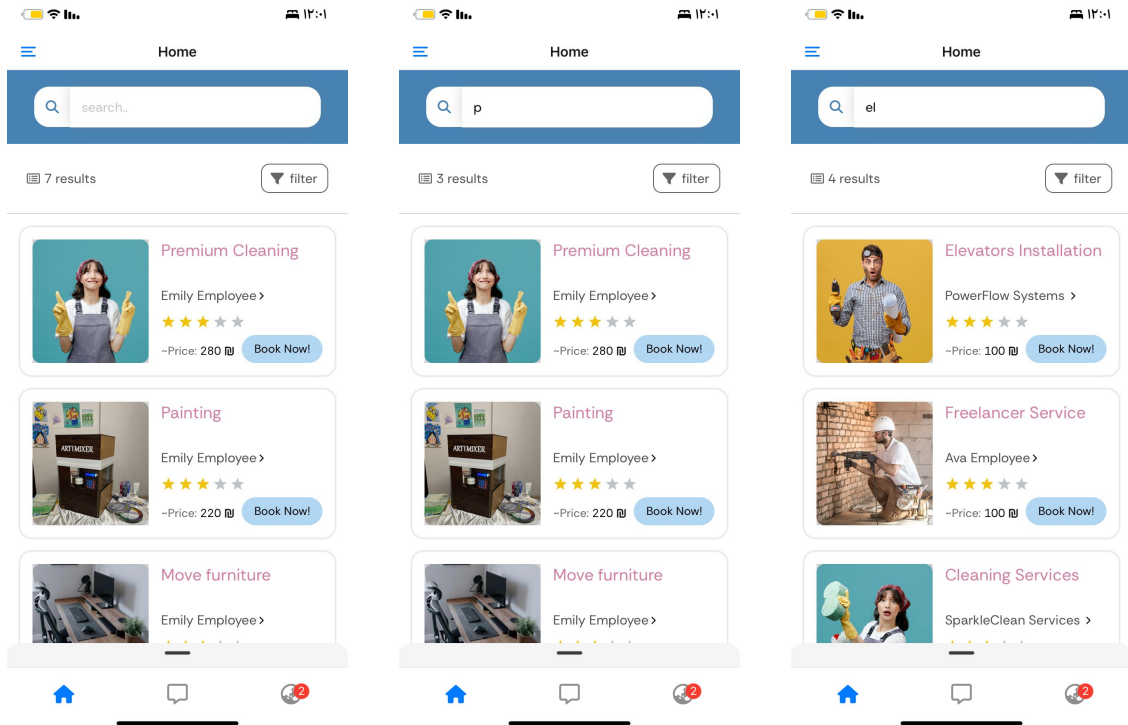 ١٢:٠١
Home
search..
7 results
filter
Premium Cleaning
Emily Employee >
~Price: 280 ₪
Book Now!
Painting
ARTIMIXER
Emily Employee >
~Price: 220 ₪
Book Now!
Move furniture
Emily Employee >
2
١٢:٠١
Home
p
3 results
filter
Premium Cleaning
Emily Employee >
~Price: 280 ₪
Book Now!
Painting
ARTIMIXER
Emily Employee >
~Price: 220 ₪
Book Now!
Move furniture
Emily Employee >
2
١٢:٠١
Home
el
4 results
filter
Elevators Installation
PowerFlow Systems >
~Price: 100 ₪
Book Now!
Freelancer Service
Ava Employee >
~Price: 100 ₪
Book Now!
Cleaning Services
SparkleClean Services >
2